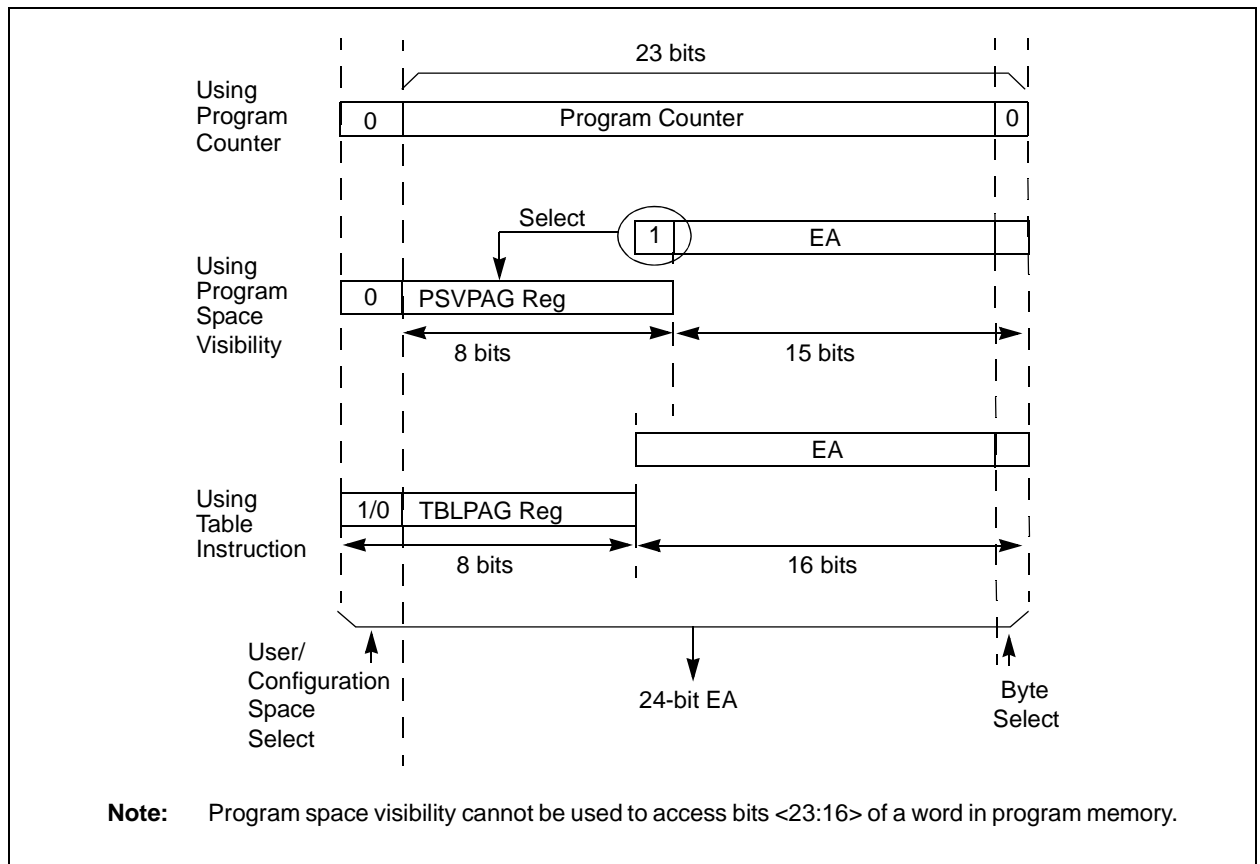 23 bits
Using
Program
Counter
0
Program Counter
0
Select
1
EA
Using
Program
Space
Visibility
0
PSVPAG Reg
8 bits
15 bits
EA
Using
Table
Instruction
1/0
TBLPAG Reg
8 bits
16 bits
User/
Configuration
Space
Select
24-bit EA
Byte
Select
Note: Program space visibility cannot be used to access bits <23:16> of a word in program memory.